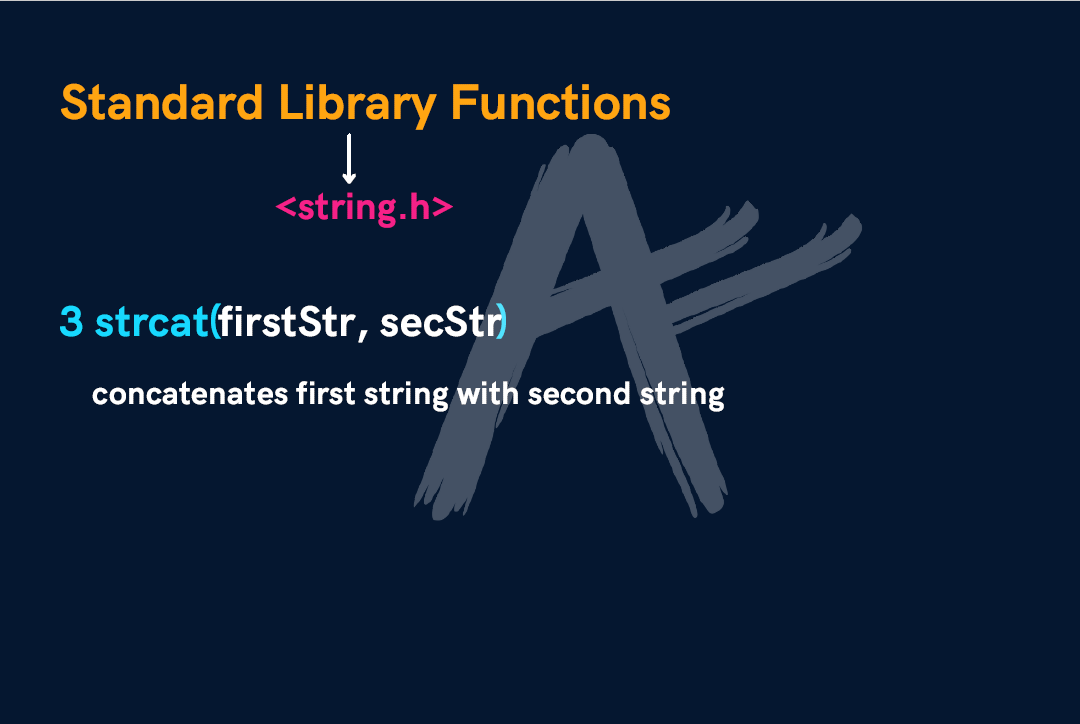 Standard Library Functions
<string.h>
3 strcat(firstStr, secStr)
concatenates first string with second string